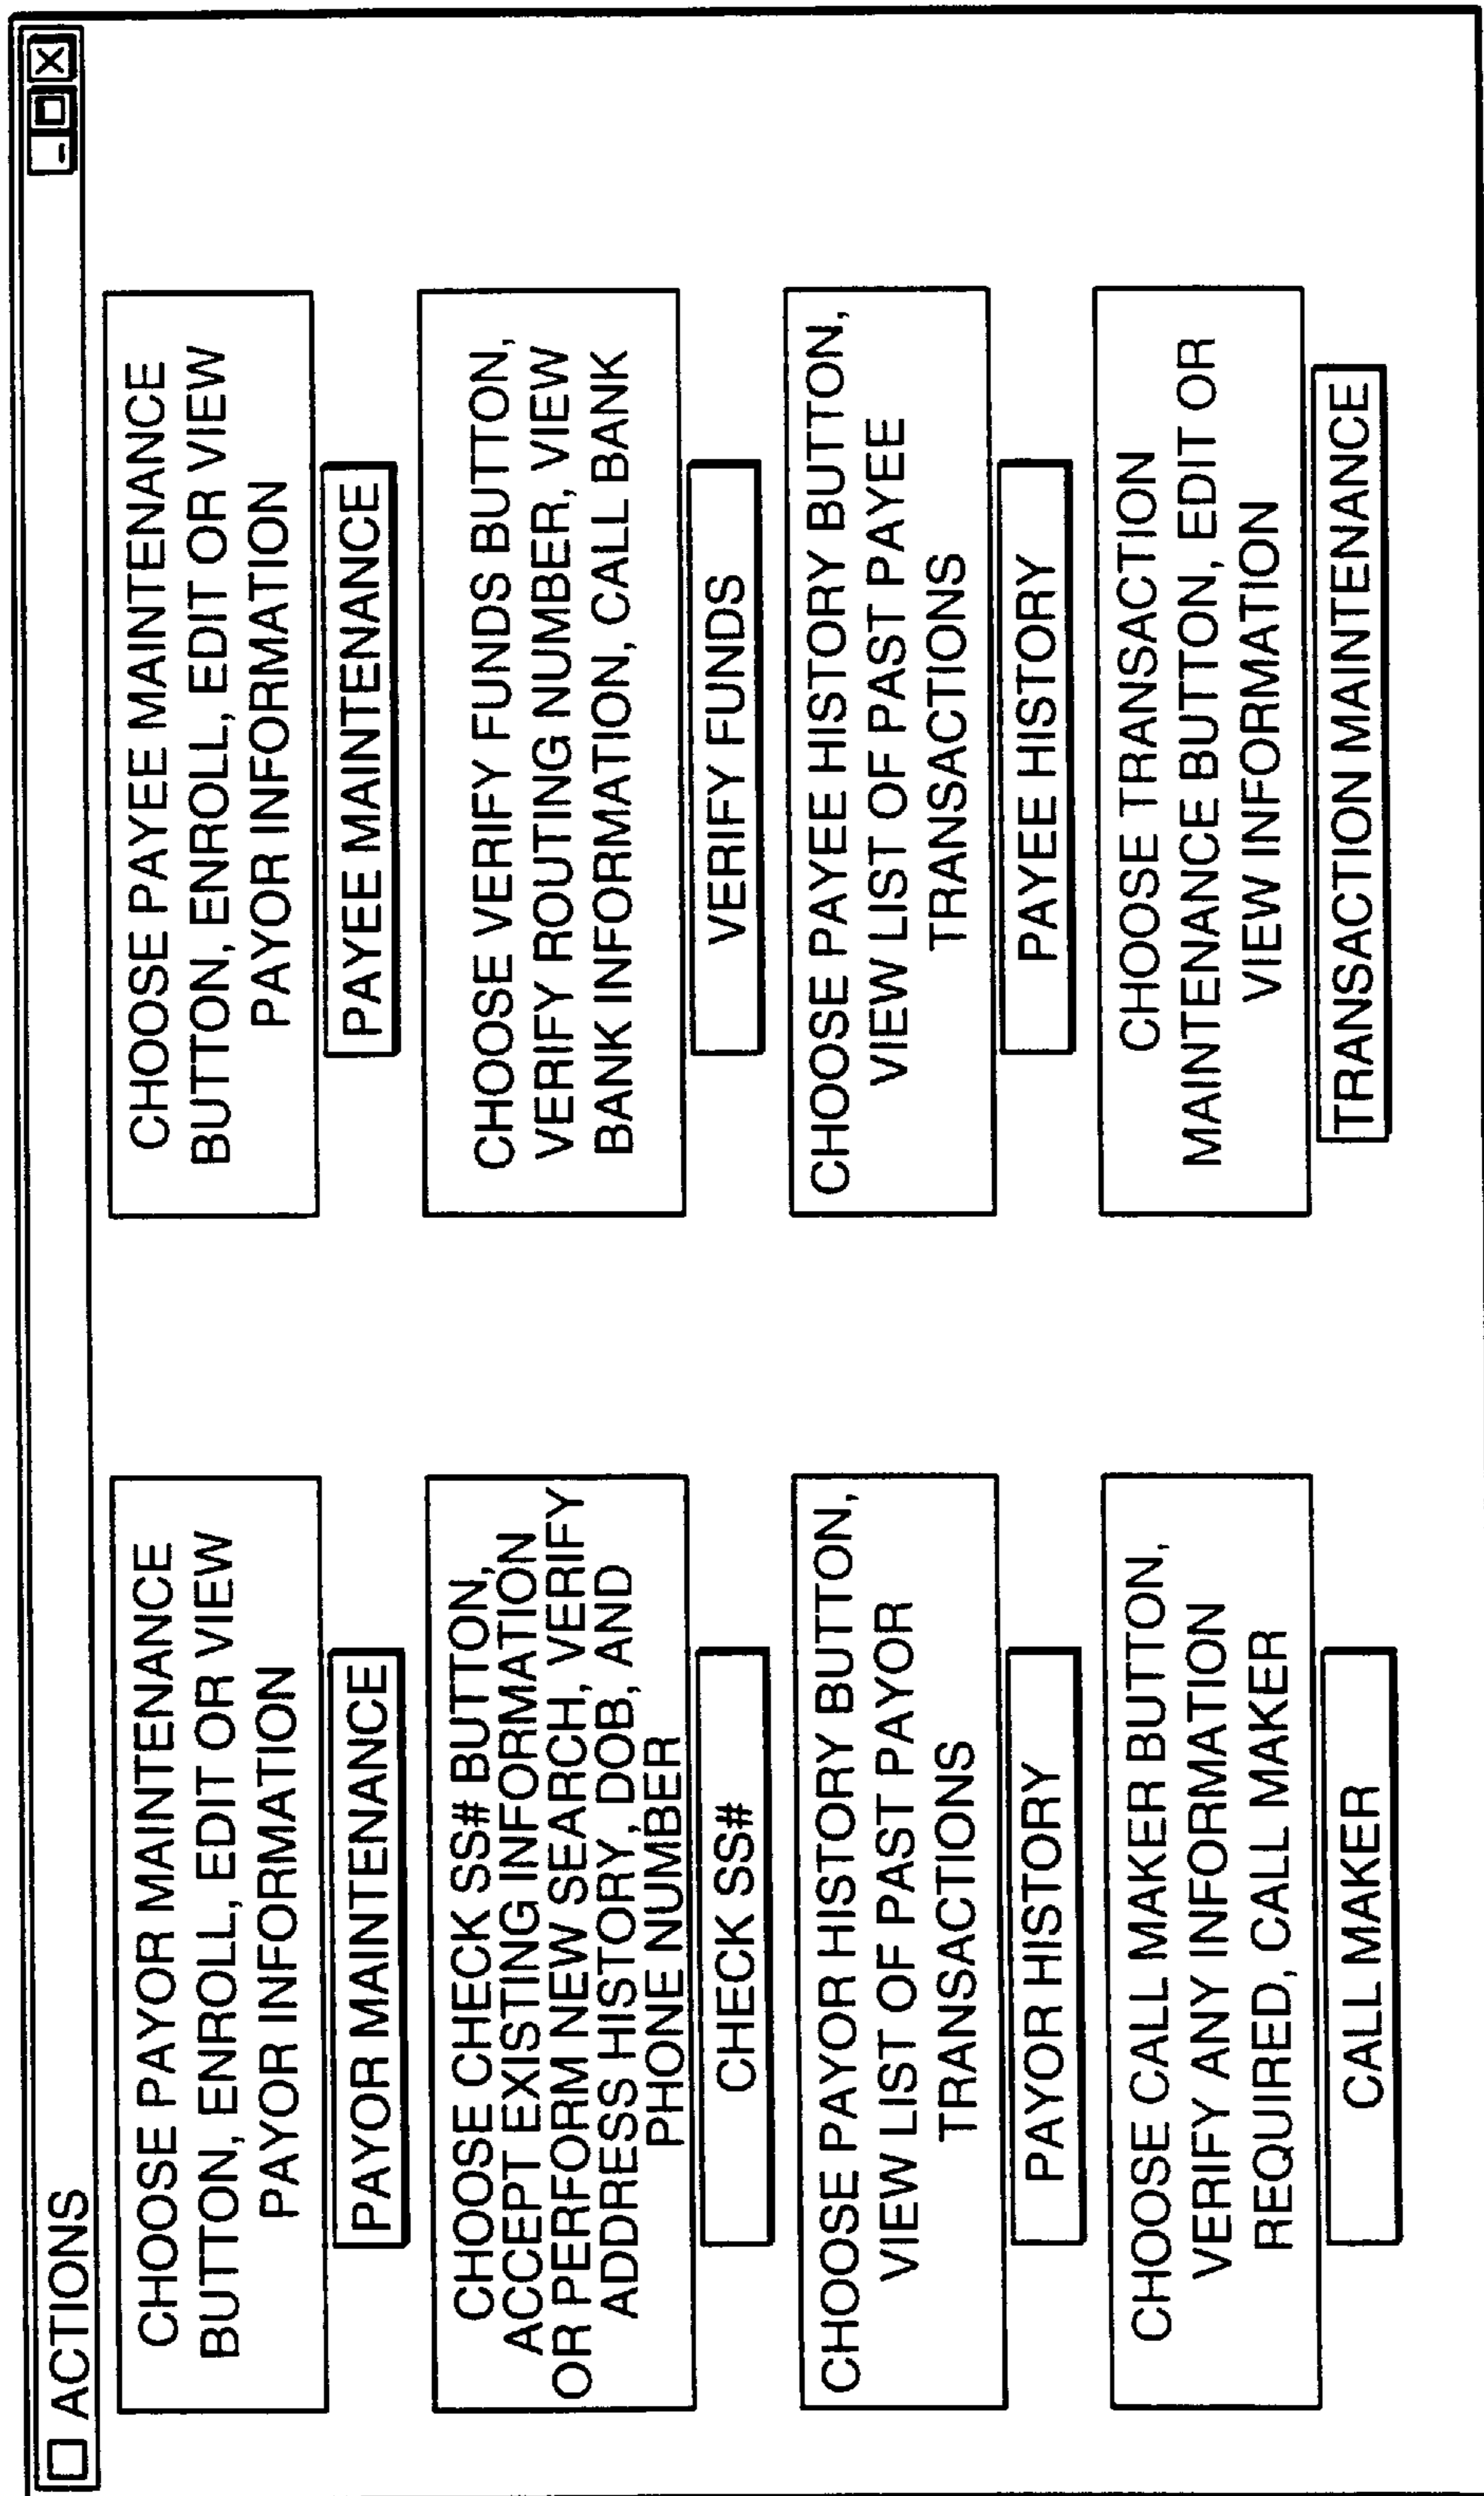 ACTIONS
CHOOSE PAYOR MAINTENANCE
BUTTON, ENROLL, EDIT OR VIEW
PAYOR INFORMATION
PAYOR MAINTENANCE
CHOOSE CHECK SS# BUTTON,
ACCEPT EXISTING INFORMATION
OR PERFORM NEW SEARCH, VERIFY
ADDRESS HISTORY, DOB, AND
PHONE NUMBER
CHECK SS#
CHOOSE PAYOR HISTORY BUTTON,
VIEW LIST OF PAST PAYOR
TRANSACTIONS
PAYOR HISTORY
CHOOSE CALL MAKER BUTTON,
VERIFY ANY INFORMATION
REQUIRED, CALL MAKER
CALL MAKER
CHOOSE PAYEE MAINTENANCE
BUTTON, ENROLL, EDIT OR VIEW
PAYOR INFORMATION
PAYEE MAINTENANCE
CHOOSE VERIFY FUNDS BUTTON,
VERIFY ROUTING NUMBER, VIEW
BANK INFORMATION, CALL BANK
VERIFY FUNDS
CHOOSE PAYEE HISTORY BUTTON,
VIEW LIST OF PAST PAYEE
TRANSACTIONS
PAYEE HISTORY
CHOOSE TRANSACTION
MAINTENANCE BUTTON, EDIT OR
VIEW INFORMATION
TRANSACTION MAINTENANCE